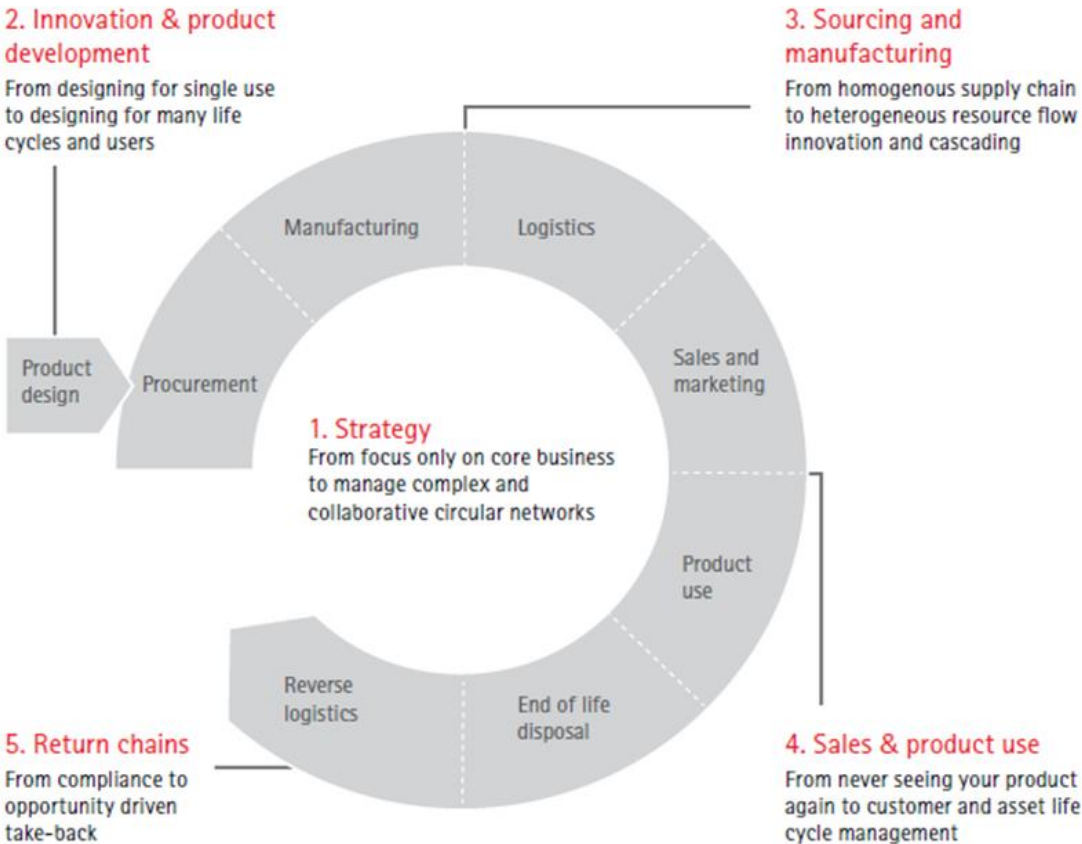 2. Innovation & product
development
From designing for single use
to designing for many life
cycles and users
3. Sourcing and
manufacturing
From homogenous supply chain
to heterogeneous resource flow
innovation and cascading
Manufacturing
Logistics
Product
design
Procurement
Sales and
marketing
1. Strategy
From focus only on core business
to manage complex and
collaborative circular networks
Product
use
Reverse
logistics
End of life
disposal
5. Return chains
From compliance to
opportunity driven
take-back
4. Sales & product use
From never seeing your product
again to customer and asset life
cycle management